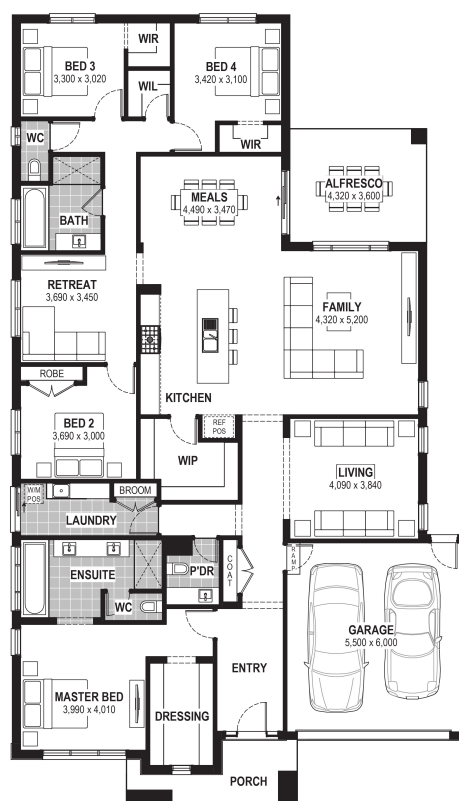 WIR
BED 3
3,300 x 3,020
BED 4
3,420 x 3,100
WIL
WC
WIR
ALFRESCO
4,320 x 3,600
MEALS
4,490 x 3,470
BATH
RETREAT
3,690 x 3,450
FAMILY
4,320 x 5,200
ROBE
KITCHEN
BED 2
3,690 x 3,000
REF
POS
WIP
LIVING
4,090 x 3,840
W/M
POS
BROOM
LAUNDRY
ENSUITE
P'DR
COAT
RAMP
WC
GARAGE
5,500 x 6,000
ENTRY
MASTER BED
3,990 x 4,010
DRESSING
PORCH